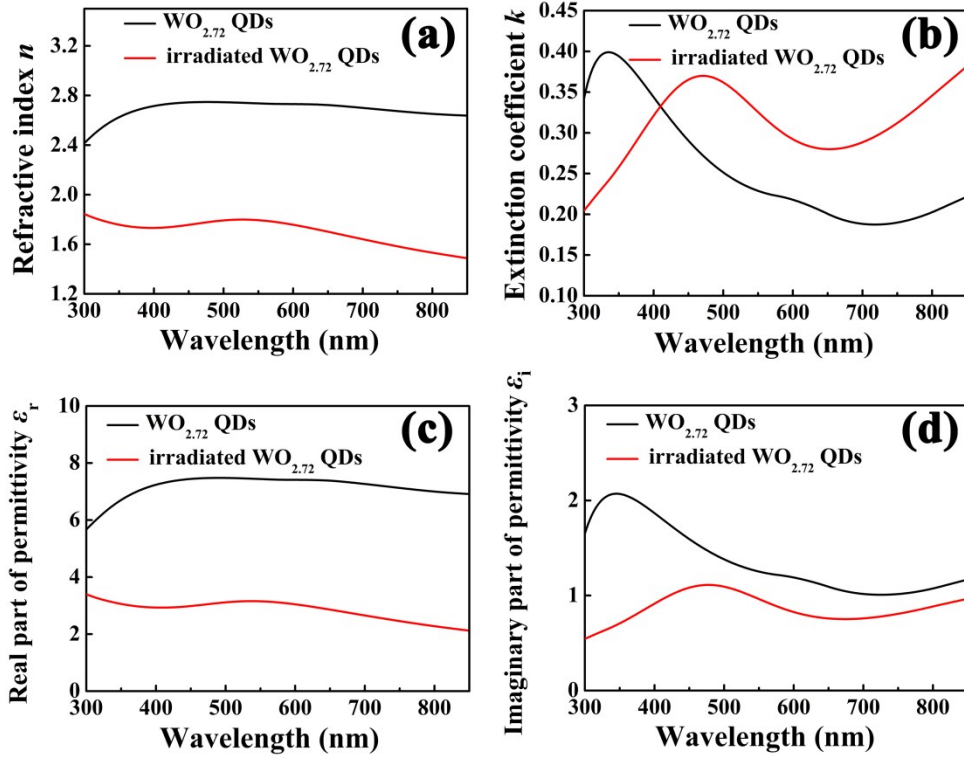 (a)
WO2.72 QDs
irradiated WO2.72 QDs
Refractive index n
3.2
2.8
2.4
2.0
1.6
1.2
300 400 500 600 700 800
Wavelength (nm)
(b)
WO2.72 QDs
irradiated WO2.72 QDs
Extinction coefficient k
0.45
0.40
0.35
0.30
0.25
0.20
0.15
0.10
300 400 500 600 700 800
Wavelength (nm)
(c)
WO2.72 QDs
irradiated WO2.72 QDs
Real part of permittivity εr
10
8
6
4
2
0
300 400 500 600 700 800
Wavelength (nm)
(d)
WO2.72 QDs
irradiated WO2.72 QDs
Imaginary part of permittivity εi
3
2
1
0
300 400 500 600 700 800
Wavelength (nm)